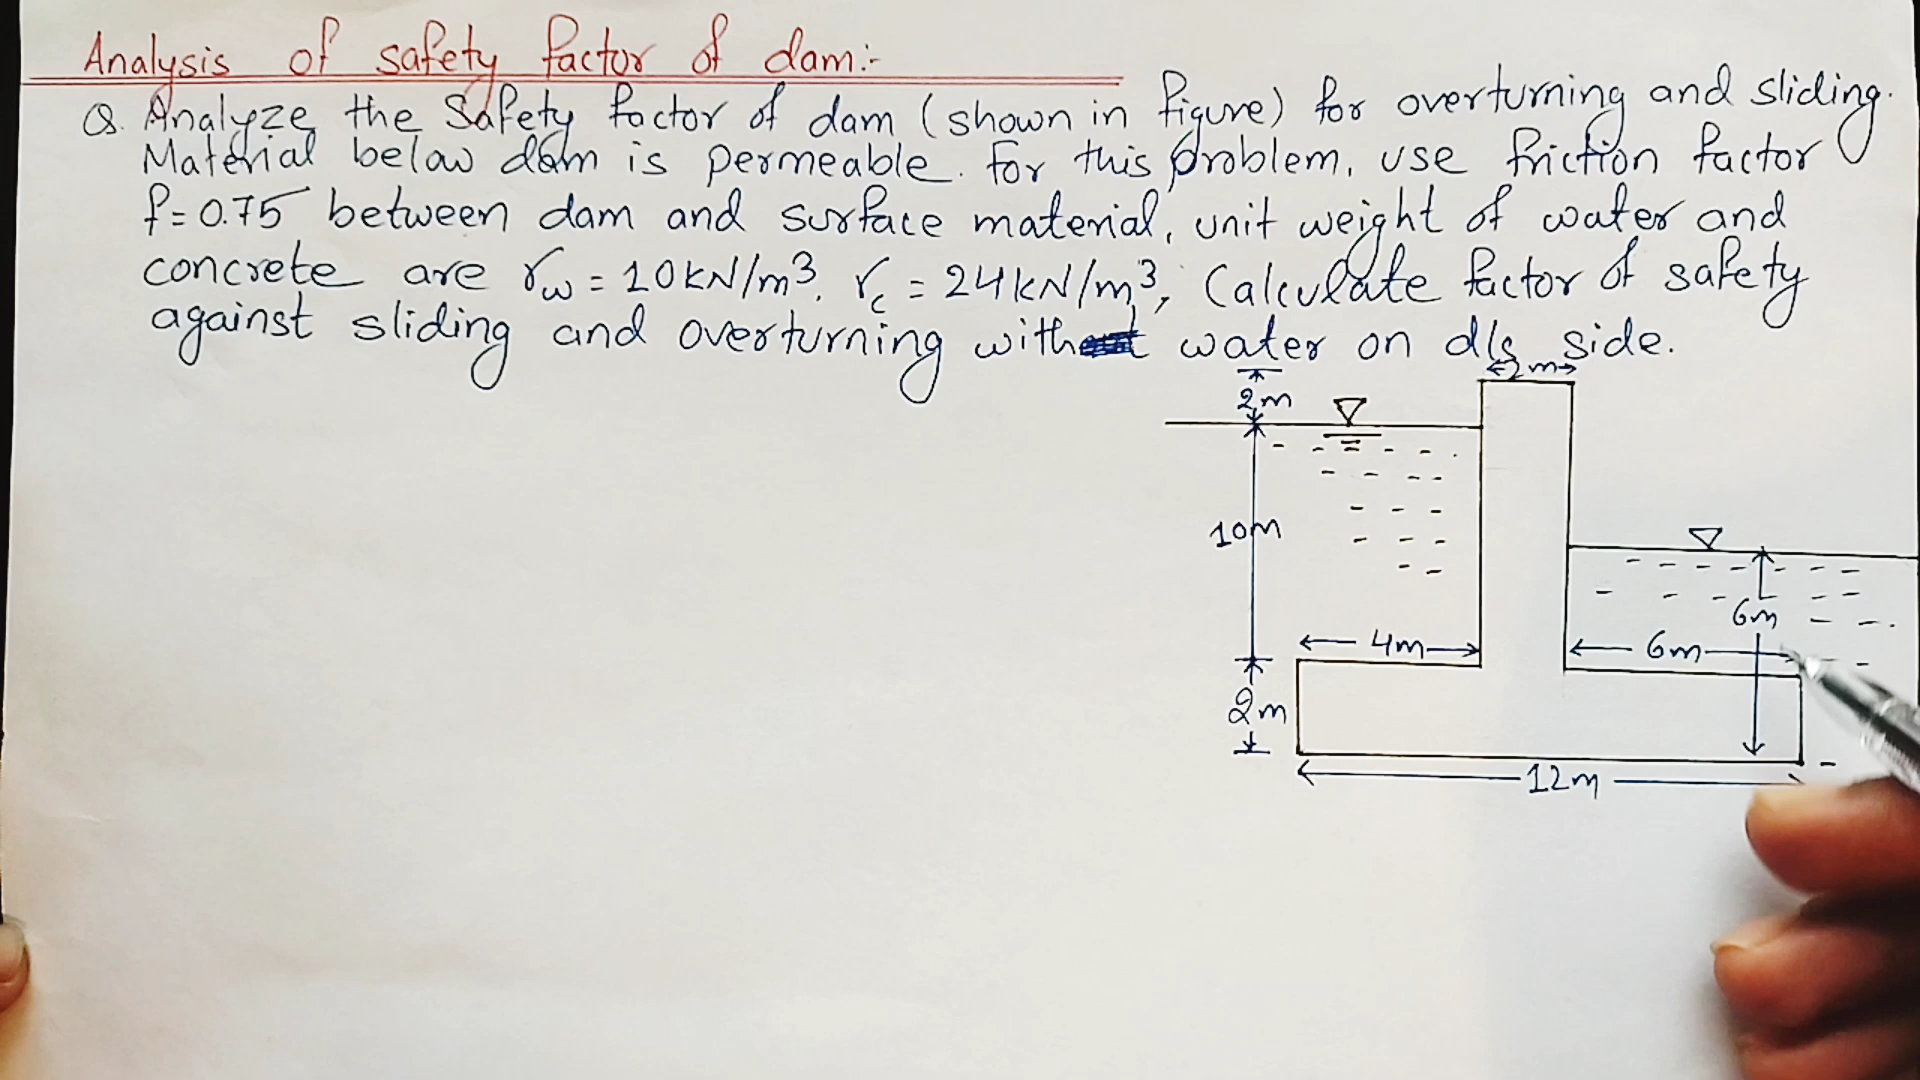 Analysis of safety factor of dam:-
Q. Analyze the Safety factor of dam (shown in figure) for overturning and sliding.
Material below dam is permeable. For this problem, use friction factor
f = 0.75 between dam and surface material, unit weight of water and
concrete are γw = 10kN/m³, γc = 24kN/m³, Calculate factor of safety
against sliding and overturning with water on d/s side.
2m
2m
10m
6m
4m
6m
2m
12m